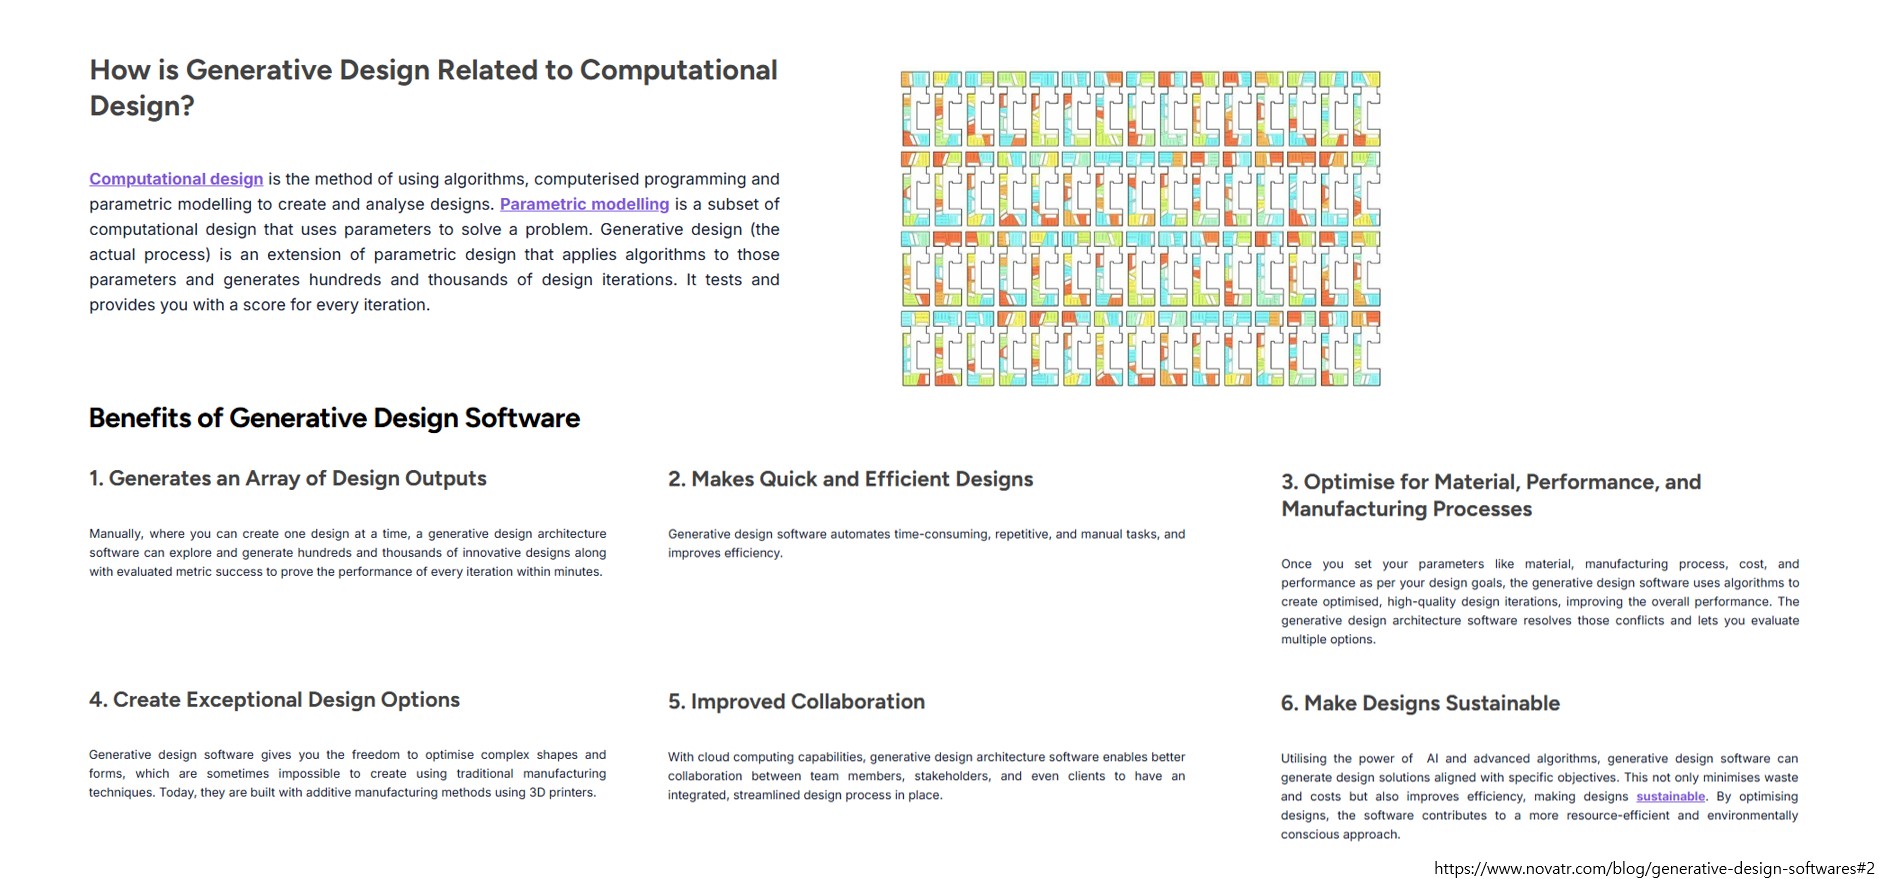 How is Generative Design Related to Computational
Design?
Computational design is the method of using algorithms, computerised programming and
parametric modelling to create and analyse designs. Parametric modelling is a subset of
computational design that uses parameters to solve a problem. Generative design (the
actual process) is an extension of parametric design that applies algorithms to those
parameters and generates hundreds and thousands of design iterations. It tests and
provides you with a score for every iteration.
Benefits of Generative Design Software
1. Generates an Array of Design Outputs
Manually, where you can create one design at a time, a generative design architecture
software can explore and generate hundreds and thousands of innovative designs along
with evaluated metric success to prove the performance of every iteration within minutes.
2. Makes Quick and Efficient Designs
Generative design software automates time-consuming, repetitive, and manual tasks, and
improves efficiency.
3. Optimise for Material, Performance, and
Manufacturing Processes
Once you set your parameters like material, manufacturing process, cost, and
performance as per your design goals, the generative design software uses algorithms to
create optimised, high-quality design iterations, improving the overall performance. The
generative design architecture software resolves those conflicts and lets you evaluate
multiple options.
4. Create Exceptional Design Options
Generative design software gives you the freedom to optimise complex shapes and
forms, which are sometimes impossible to create using traditional manufacturing
techniques. Today, they are built with additive manufacturing methods using 3D printers.
5. Improved Collaboration
With cloud computing capabilities, generative design architecture software enables better
collaboration between team members, stakeholders, and even clients to have an
integrated, streamlined design process in place.
6. Make Designs Sustainable
Utilising the power of AI and advanced algorithms, generative design software can
generate design solutions aligned with specific objectives. This not only minimises waste
and costs but also improves efficiency, making designs sustainable. By optimising
designs, the software contributes to a more resource-efficient and environmentally
conscious approach.
https://www.novatr.com/blog/generative-design-softwares#2